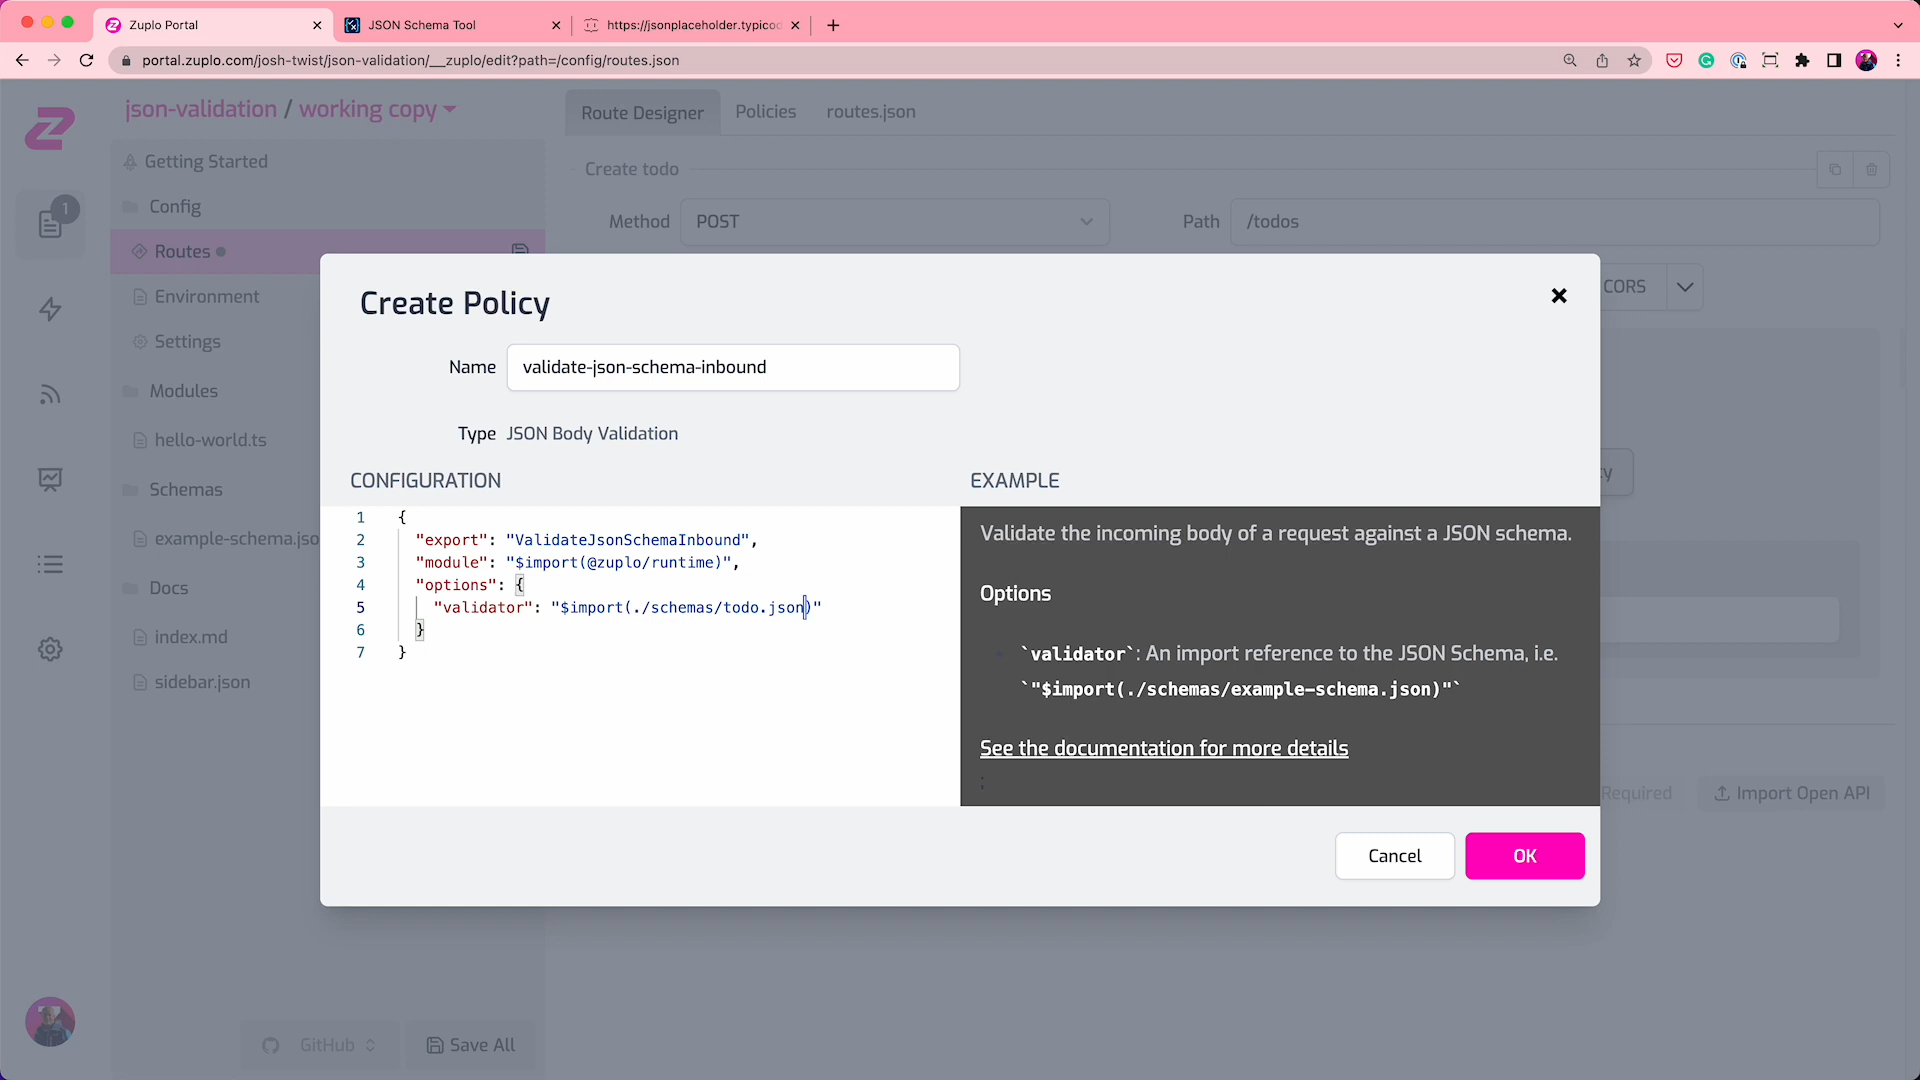 Zuplo Portal
JSON Schema Tool
https://jsonplaceholder.typicod
portal.zuplo.com/josh-twist/json-validation/__zuplo/edit?path=/config/routes.json
json-validation / working copy
Route Designer
Policies
routes.json
1
Getting Started
Config
Routes
Environment
Settings
Modules
hello-world.ts
Schemas
example-schema.jso
Docs
index.md
sidebar.json
GitHub
Save All
Create todo
Method
POST
Path
/todos
CORS
Create Policy
Name
validate-json-schema-inbound
Type
JSON Body Validation
CONFIGURATION
EXAMPLE
1 {
2 "export": "ValidateJsonSchemaInbound",
3 "module": "$import(@zuplo/runtime)",
4 "options": {
5 "validator": "$import(./schemas/todo.json)"
6 }
7 }
Validate the incoming body of a request against a JSON schema.
Options
`validator`: An import reference to the JSON Schema, i.e.
`"$import(./schemas/example-schema.json)"`
See the documentation for more details
;
Required
Import Open API
Cancel
OK